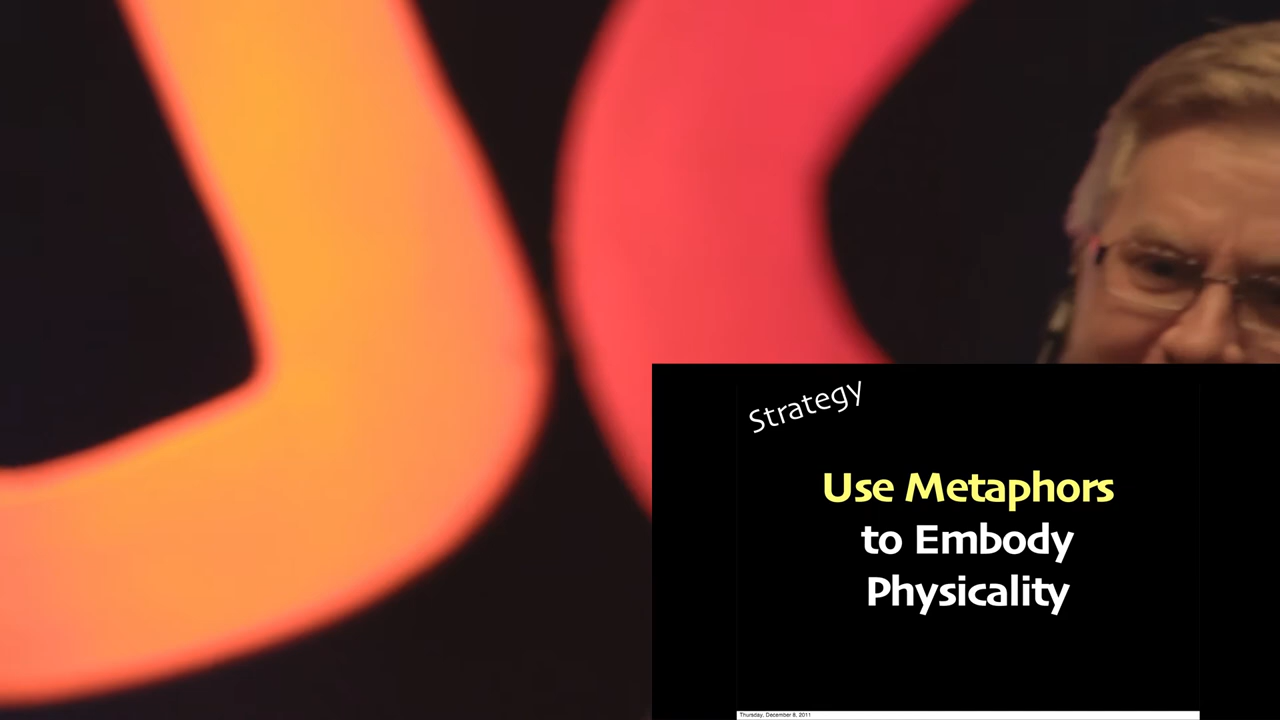 Strategy
Use Metaphors
to Embody
Physicality
Thursday, December 8, 2011